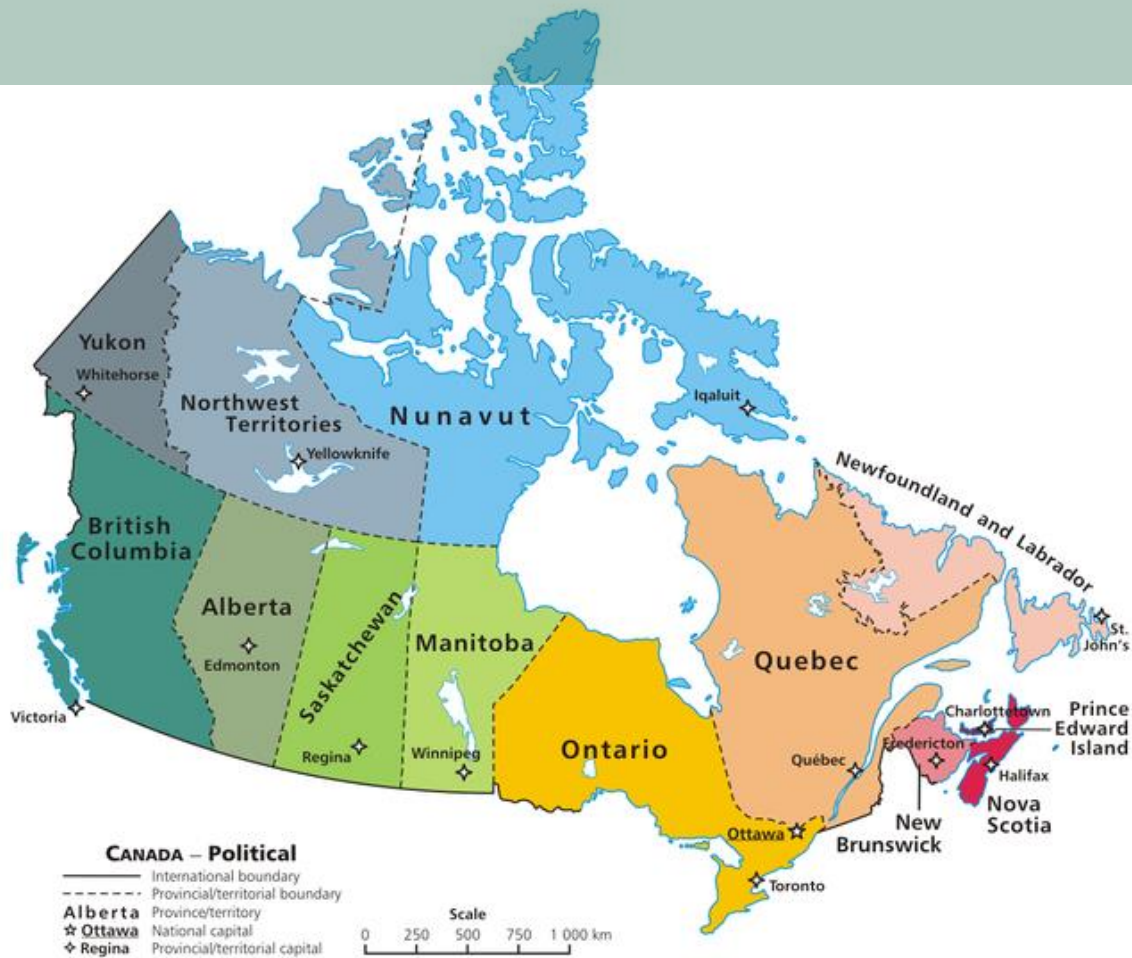 Yukon
Whitehorse
Northwest
Territories
Yellowknife
Nunavut
Iqaluit
Newfoundland and Labrador
British
Columbia
Alberta
Edmonton
Saskatchewan
Manitoba
Quebec
St.
John's
Victoria
Regina
Winnipeg
Ontario
Québec
Charlottetown
Prince
Edward
Island
Fredericton
Halifax
Nova
Scotia
New
Brunswick
Ottawa
Toronto
CANADA – Political
International boundary
Provincial/territorial boundary
Alberta Province/territory
Ottawa National capital
Regina Provincial/territorial capital
Scale
0 250 500 750 1 000 km